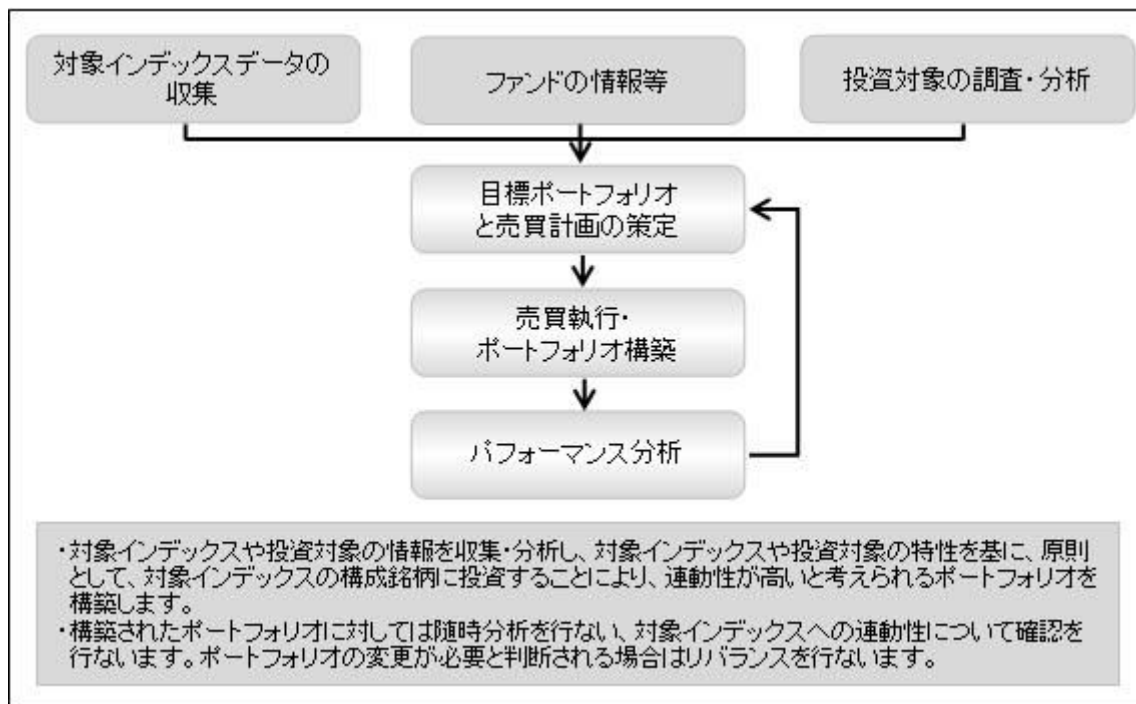 対象インデックスデータの
収集
ファンドの情報等
投資対象の調査・分析
目標ポートフォリオ
と売買計画の策定
売買執行・
ポートフォリオ構築
パフォーマンス分析
・対象インデックスや投資対象の情報を収集・分析し、対象インデックスや投資対象の特性を基に、原則
として、対象インデックスの構成銘柄に投資することにより、連動性が高いと考えられるポートフォリオを
構築します。
・構築されたポートフォリオに対しては随時分析を行ない、対象インデックスへの連動性について確認を
行ないます。ポートフォリオの変更が必要と判断される場合はリバランスを行ないます。